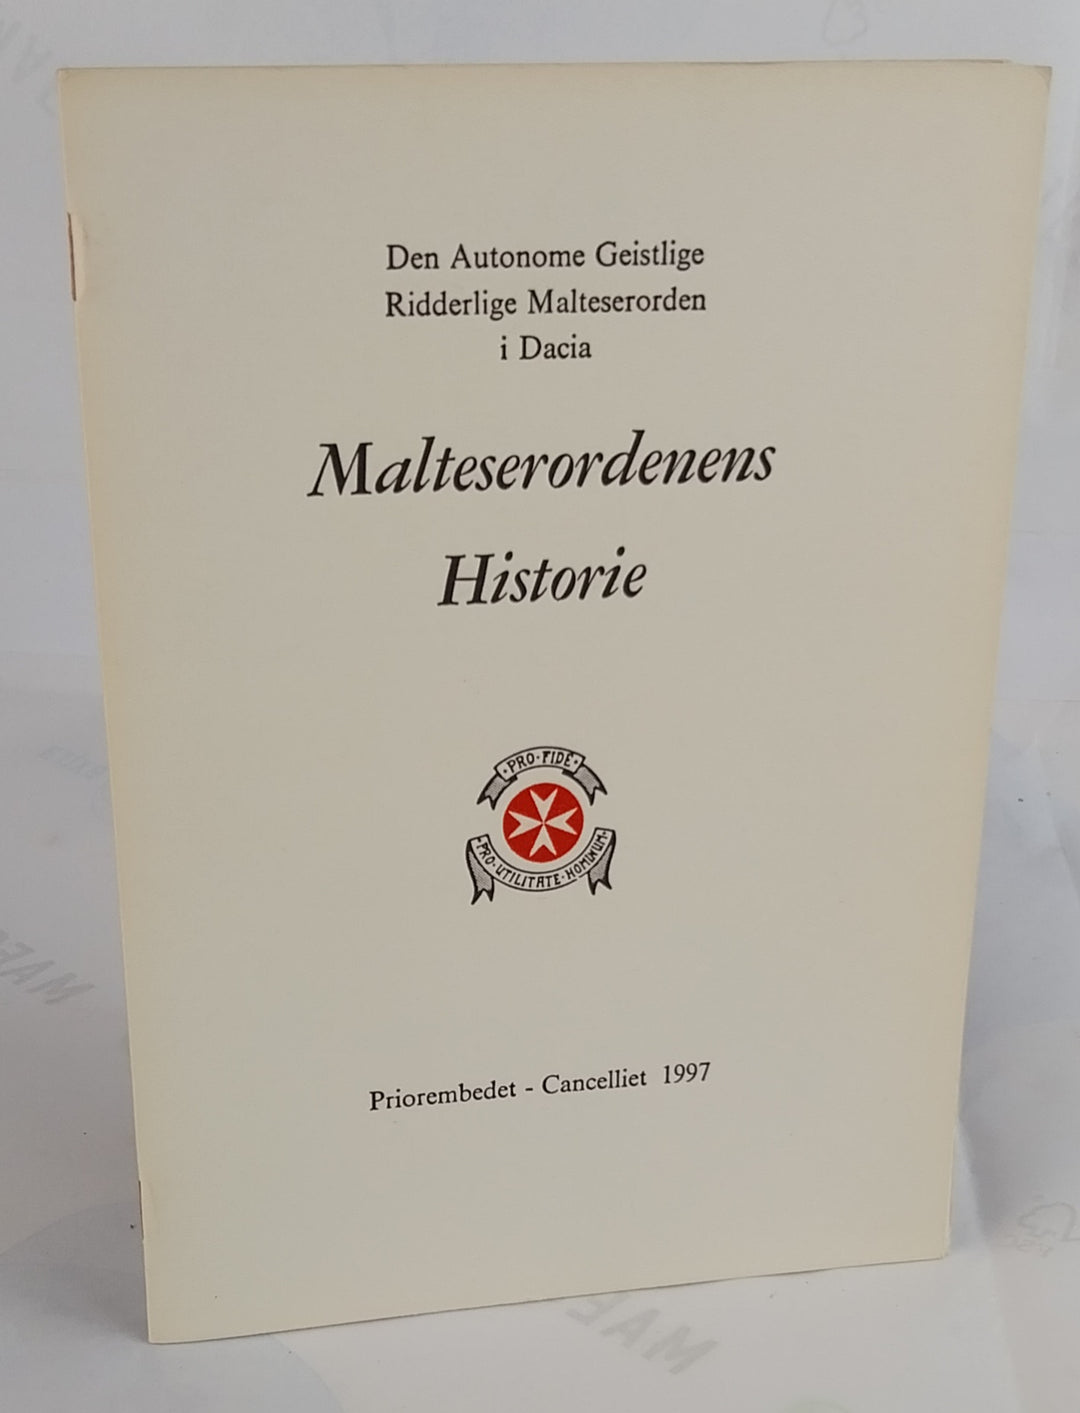 Den Autonome Geistlige
Ridderlige Malteserorden
i Dacia
Malteserordenens
Historie
·PRO·FIDE·
·PRO·UTILITATE·HOMINUM·
Priorembedet - Cancelliet 1997